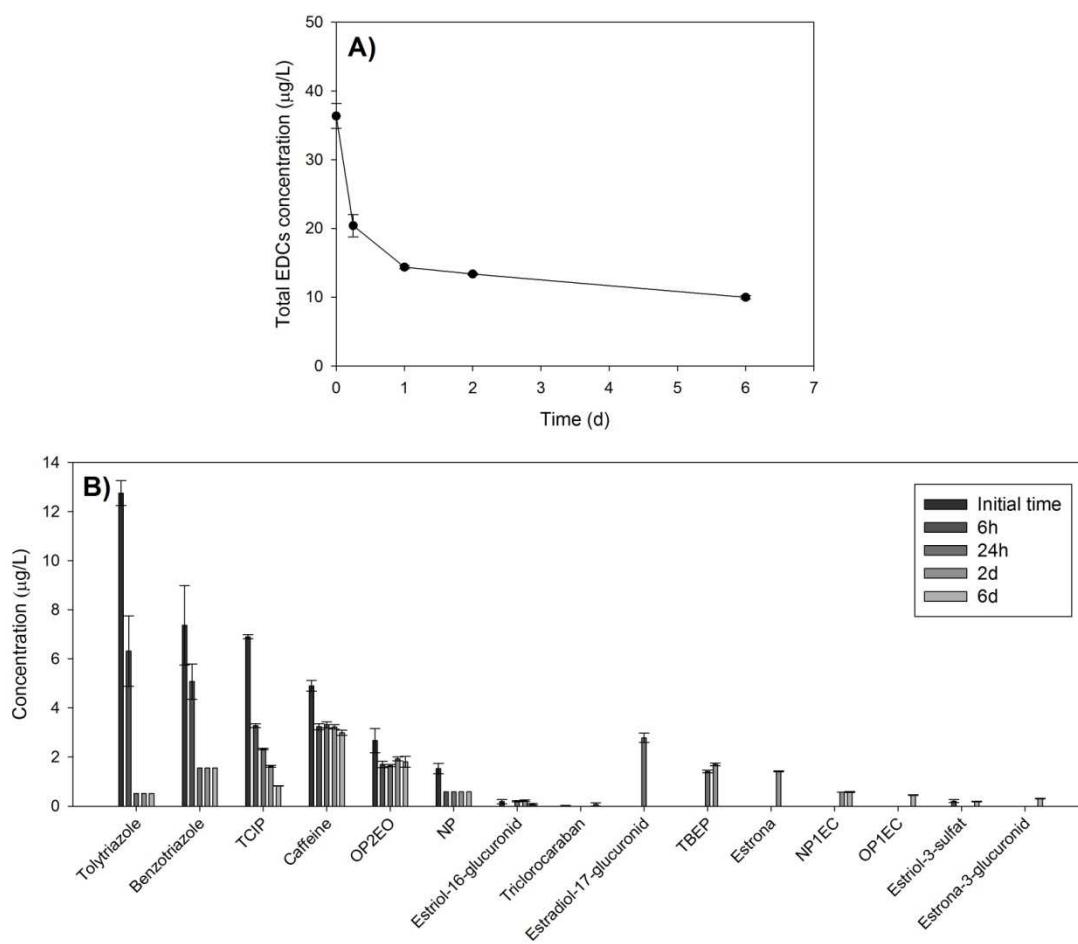 A)
Total EDCs concentration (µg/L)
50
40
30
20
10
0
0 1 2 3 4 5 6 7
Time (d)
B)
Concentration (µg/L)
14
12
10
8
6
4
2
0
Initial time
6h
24h
2d
6d
Tolytriazole
Benzotriazole
TCIP
Caffeine
OP2EO
NP
Estriol-16-glucuronid
Triclorocaraban
Estradiol-17-glucuronid
TBEP
Estrona
NP1EC
OP1EC
Estriol-3-sulfat
Estrona-3-glucuronid